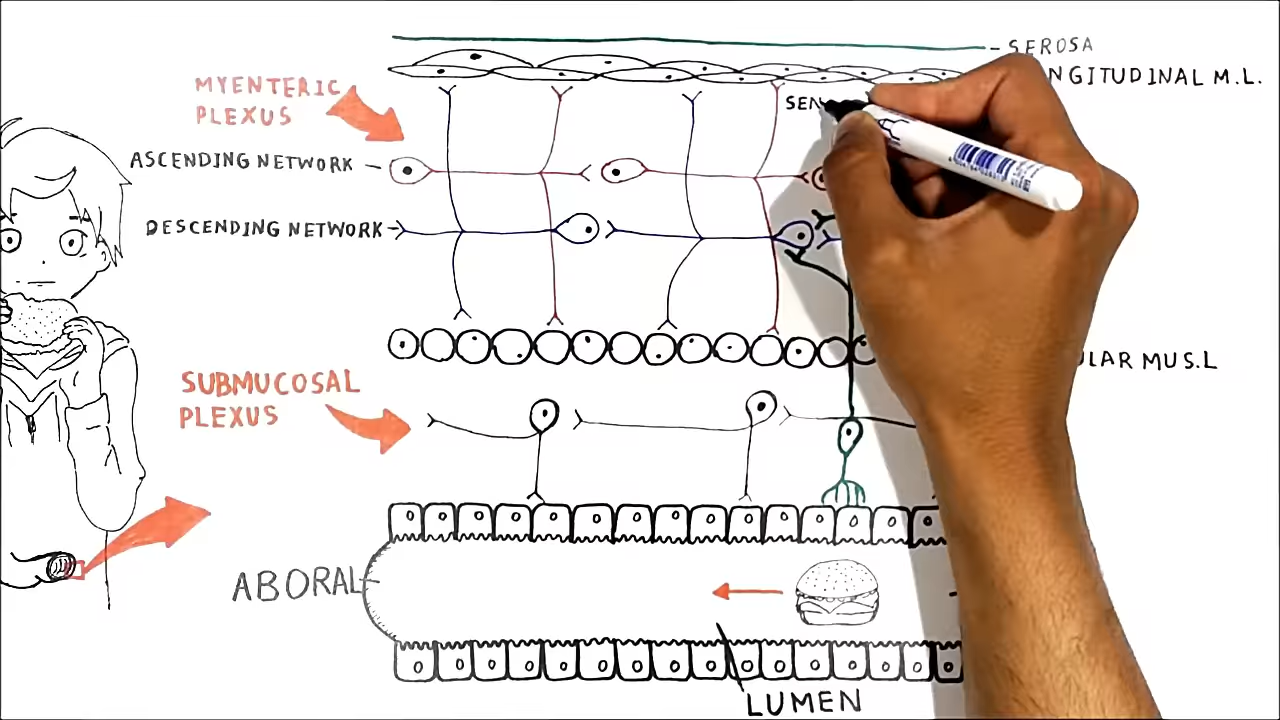 SEROSA
NGITUDINAL M.L.
MYENTERIC
PLEXUS
SEN
ASCENDING NETWORK
DESCENDING NETWORK
ULAR MUS.L
SUBMUCOSAL
PLEXUS
ABORAL
LUMEN